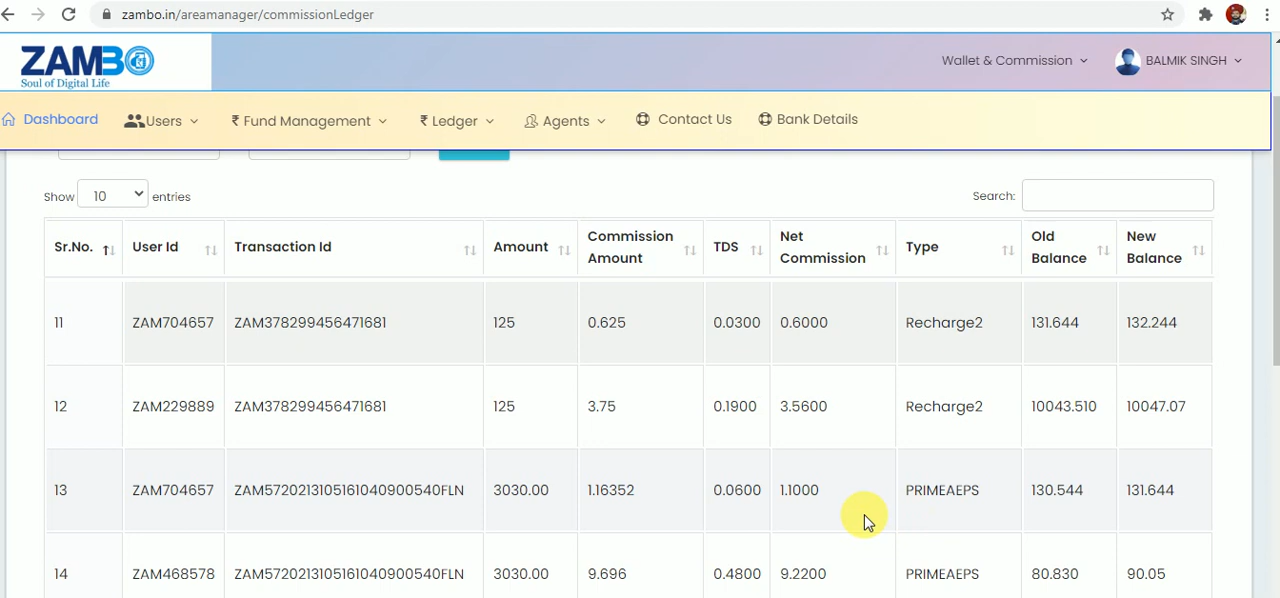 zambo.in/areamanager/commissionLedger
ZAMBO
Soul of Digital Life
Wallet & Commission
BALMIK SINGH
Dashboard
Users
₹ Fund Management
₹ Ledger
Agents
Contact Us
Bank Details
Show 10 entries
Search:
Sr.No. User Id Transaction Id Amount Commission Amount TDS Net Commission Type Old Balance New Balance
11 ZAM704657 ZAM378299456471681 125 0.625 0.0300 0.6000 Recharge2 131.644 132.244
12 ZAM229889 ZAM378299456471681 125 3.75 0.1900 3.5600 Recharge2 10043.510 10047.07
13 ZAM704657 ZAM5720213105161040900540FLN 3030.00 1.16352 0.0600 1.1000 PRIMEAEPS 130.544 131.644
14 ZAM468578 ZAM5720213105161040900540FLN 3030.00 9.696 0.4800 9.2200 PRIMEAEPS 80.830 90.05